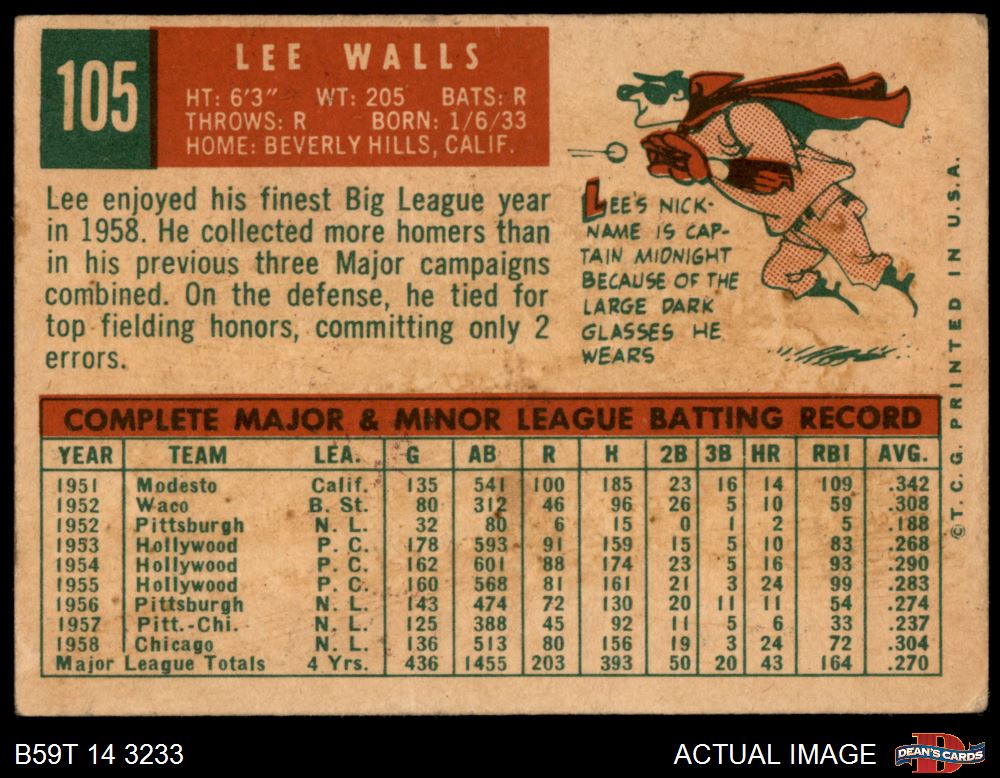 105
LEE WALLS
HT: 6'3" WT: 205 BATS: R
THROWS: R BORN: 1/6/33
HOME: BEVERLY HILLS, CALIF.
Lee enjoyed his finest Big League year
in 1958. He collected more homers than
in his previous three Major campaigns
combined. On the defense, he tied for
top fielding honors, committing only 2
errors.
LEE'S NICK-
NAME IS CAP-
TAIN MIDNIGHT
BECAUSE OF THE
LARGE DARK
GLASSES HE
WEARS
COMPLETE MAJOR & MINOR LEAGUE BATTING RECORD
YEAR TEAM LEA. G AB R H 2B 3B HR RBI AVG.
1951 Modesto Calif. 135 541 100 185 23 16 14 109 .342
1952 Waco B. St. 80 312 46 96 26 5 10 59 .308
1952 Pittsburgh N. L. 32 80 6 15 0 1 2 5 .188
1953 Hollywood P. C. 178 593 91 159 15 5 10 83 .268
1954 Hollywood P. C. 162 601 88 174 23 5 16 93 .290
1955 Hollywood P. C. 160 568 81 161 21 3 24 99 .283
1956 Pittsburgh N. L. 143 474 72 130 20 11 11 54 .274
1957 Pitt.-Chi. N. L. 125 388 45 92 11 5 6 33 .237
1958 Chicago N. L. 136 513 80 156 19 3 24 72 .304
Major League Totals 4 Yrs. 436 1455 203 393 50 20 43 164 .270
© T. C. G. PRINTED IN U.S.A.
B59T 14 3233
ACTUAL IMAGE
DEAN'S CARDS